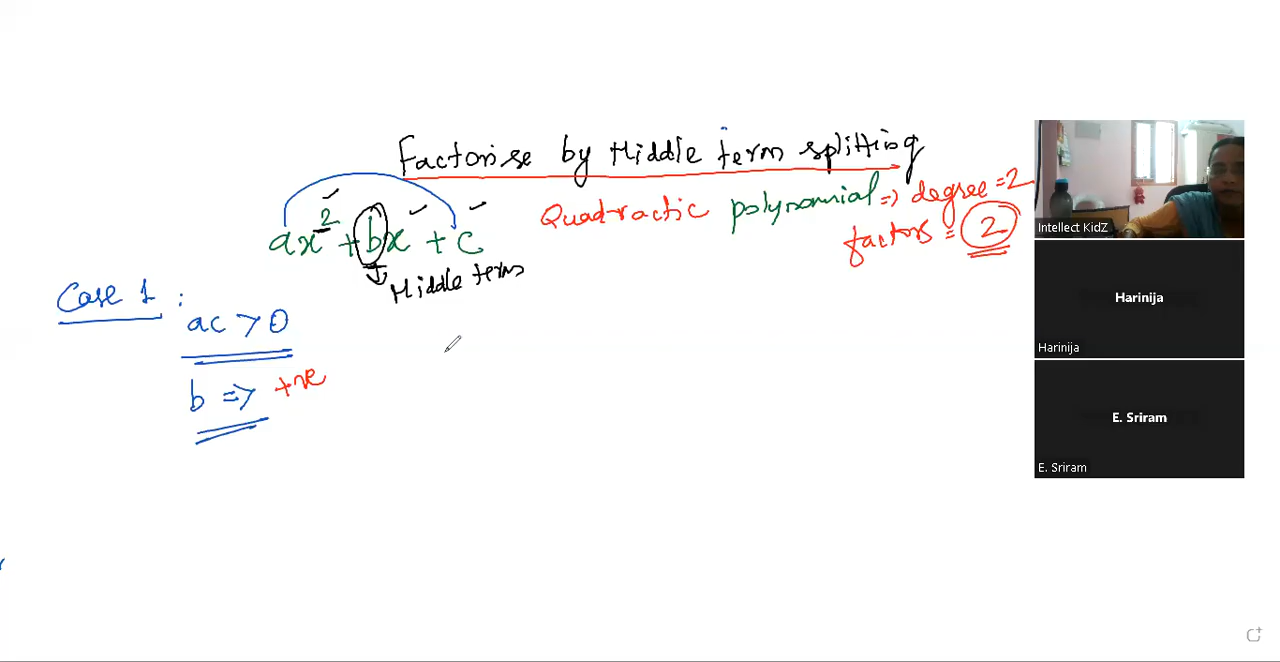 Factorise by Middle term splitting
Quadractic polynomial => degree = 2
factors = 2
ax² + bx + c
Middle term
Case 1 :
ac > 0
b => +ve
Intellect KidZ
Harinija
Harinija
E. Sriram
E. Sriram